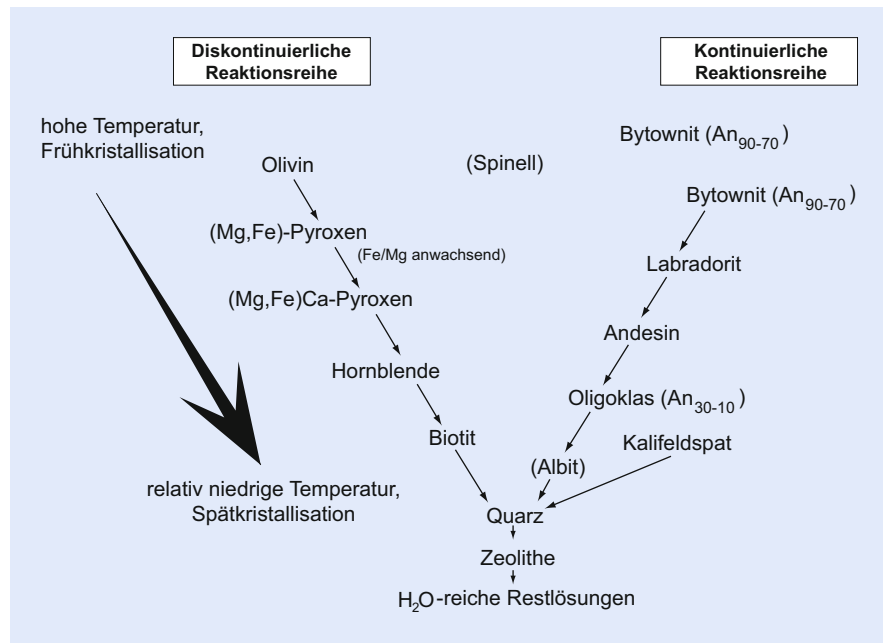 Diskontinuierliche
Reaktionsreihe
Kontinuierliche
Reaktionsreihe
hohe Temperatur,
Frühkristallisation
Bytownit (An90-70)
Olivin
(Spinell)
Bytownit (An90-70)
(Mg,Fe)-Pyroxen
(Fe/Mg anwachsend)
Labradorit
(Mg,Fe)Ca-Pyroxen
Andesin
Hornblende
Oligoklas (An30-10)
Biotit
Kalifeldspat
(Albit)
relativ niedrige Temperatur,
Spätkristallisation
Quarz
Zeolithe
H2O-reiche Restlösungen